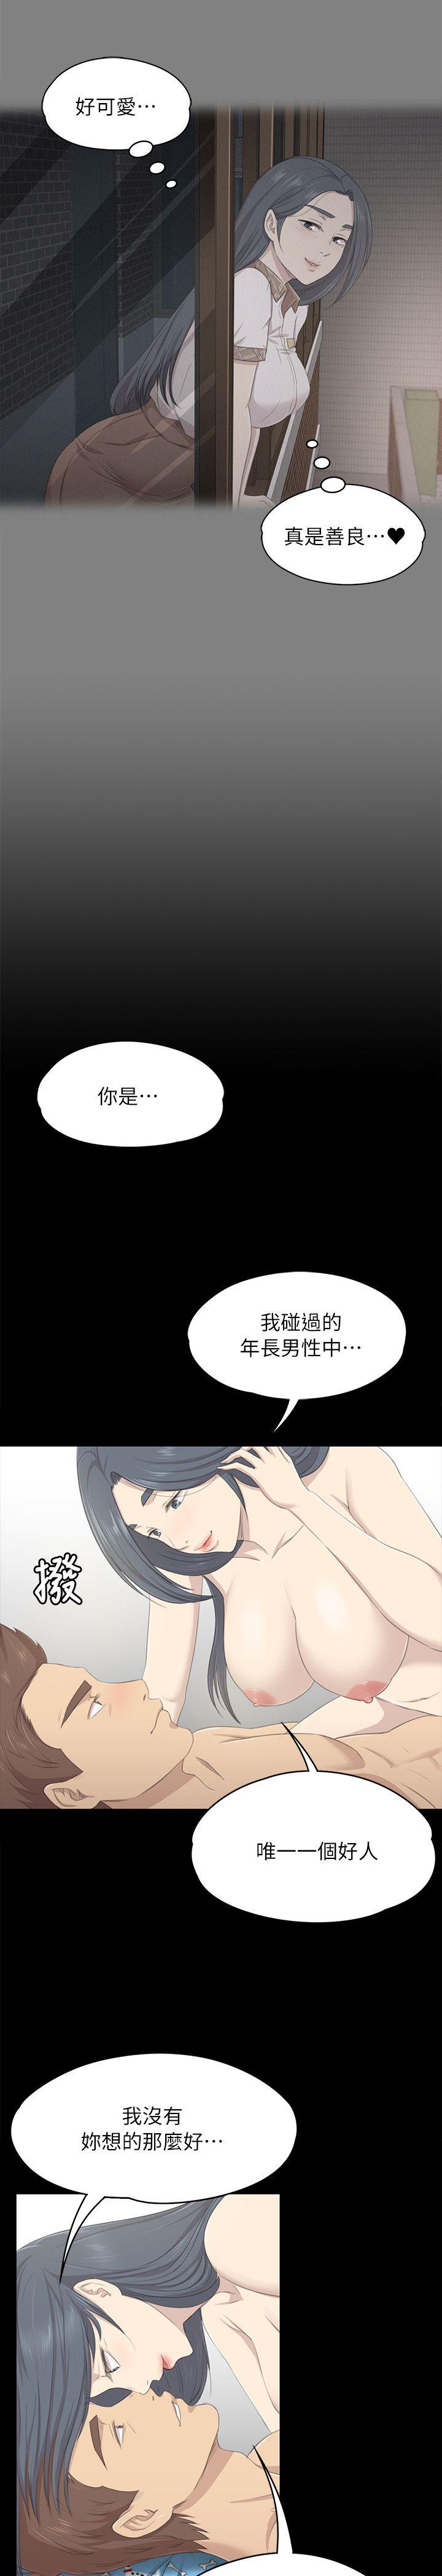 好可愛⋯
真是善良⋯♥
你是⋯
我碰過的
年長男性中⋯
撥
唯一一個好人
我沒有
妳想的那麼好⋯